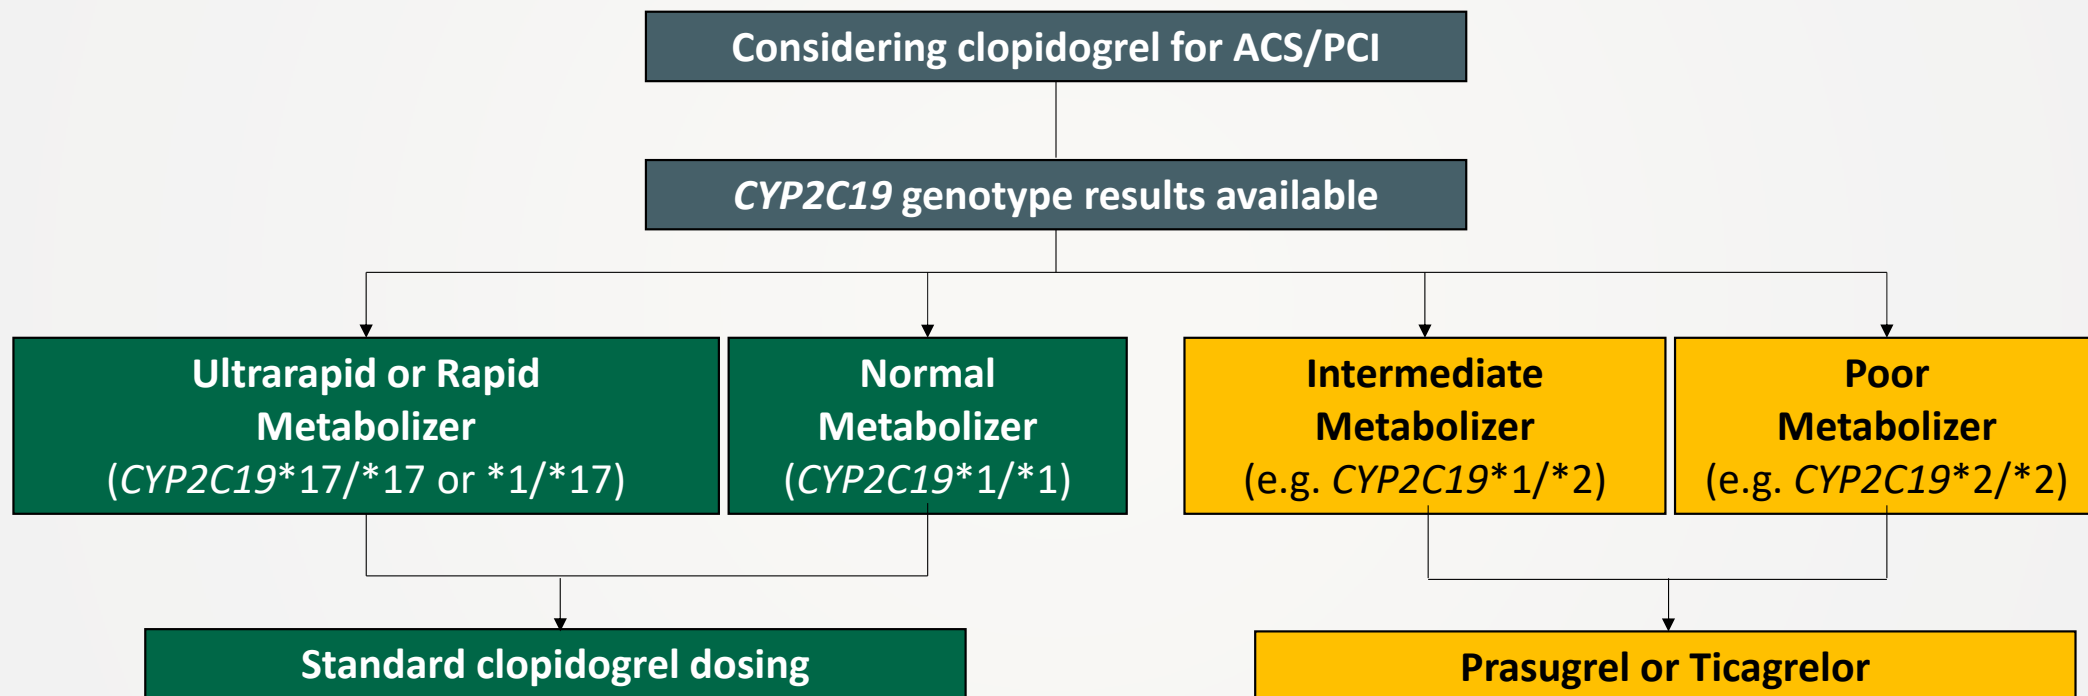 Considering clopidogrel for ACS/PCI
CYP2C19 genotype results available
Ultrarapid or Rapid
Metabolizer
(CYP2C19*17/*17 or *1/*17)
Normal
Metabolizer
(CYP2C19*1/*1)
Intermediate
Metabolizer
(e.g. CYP2C19*1/*2)
Poor
Metabolizer
(e.g. CYP2C19*2/*2)
Standard clopidogrel dosing
Prasugrel or Ticagrelor